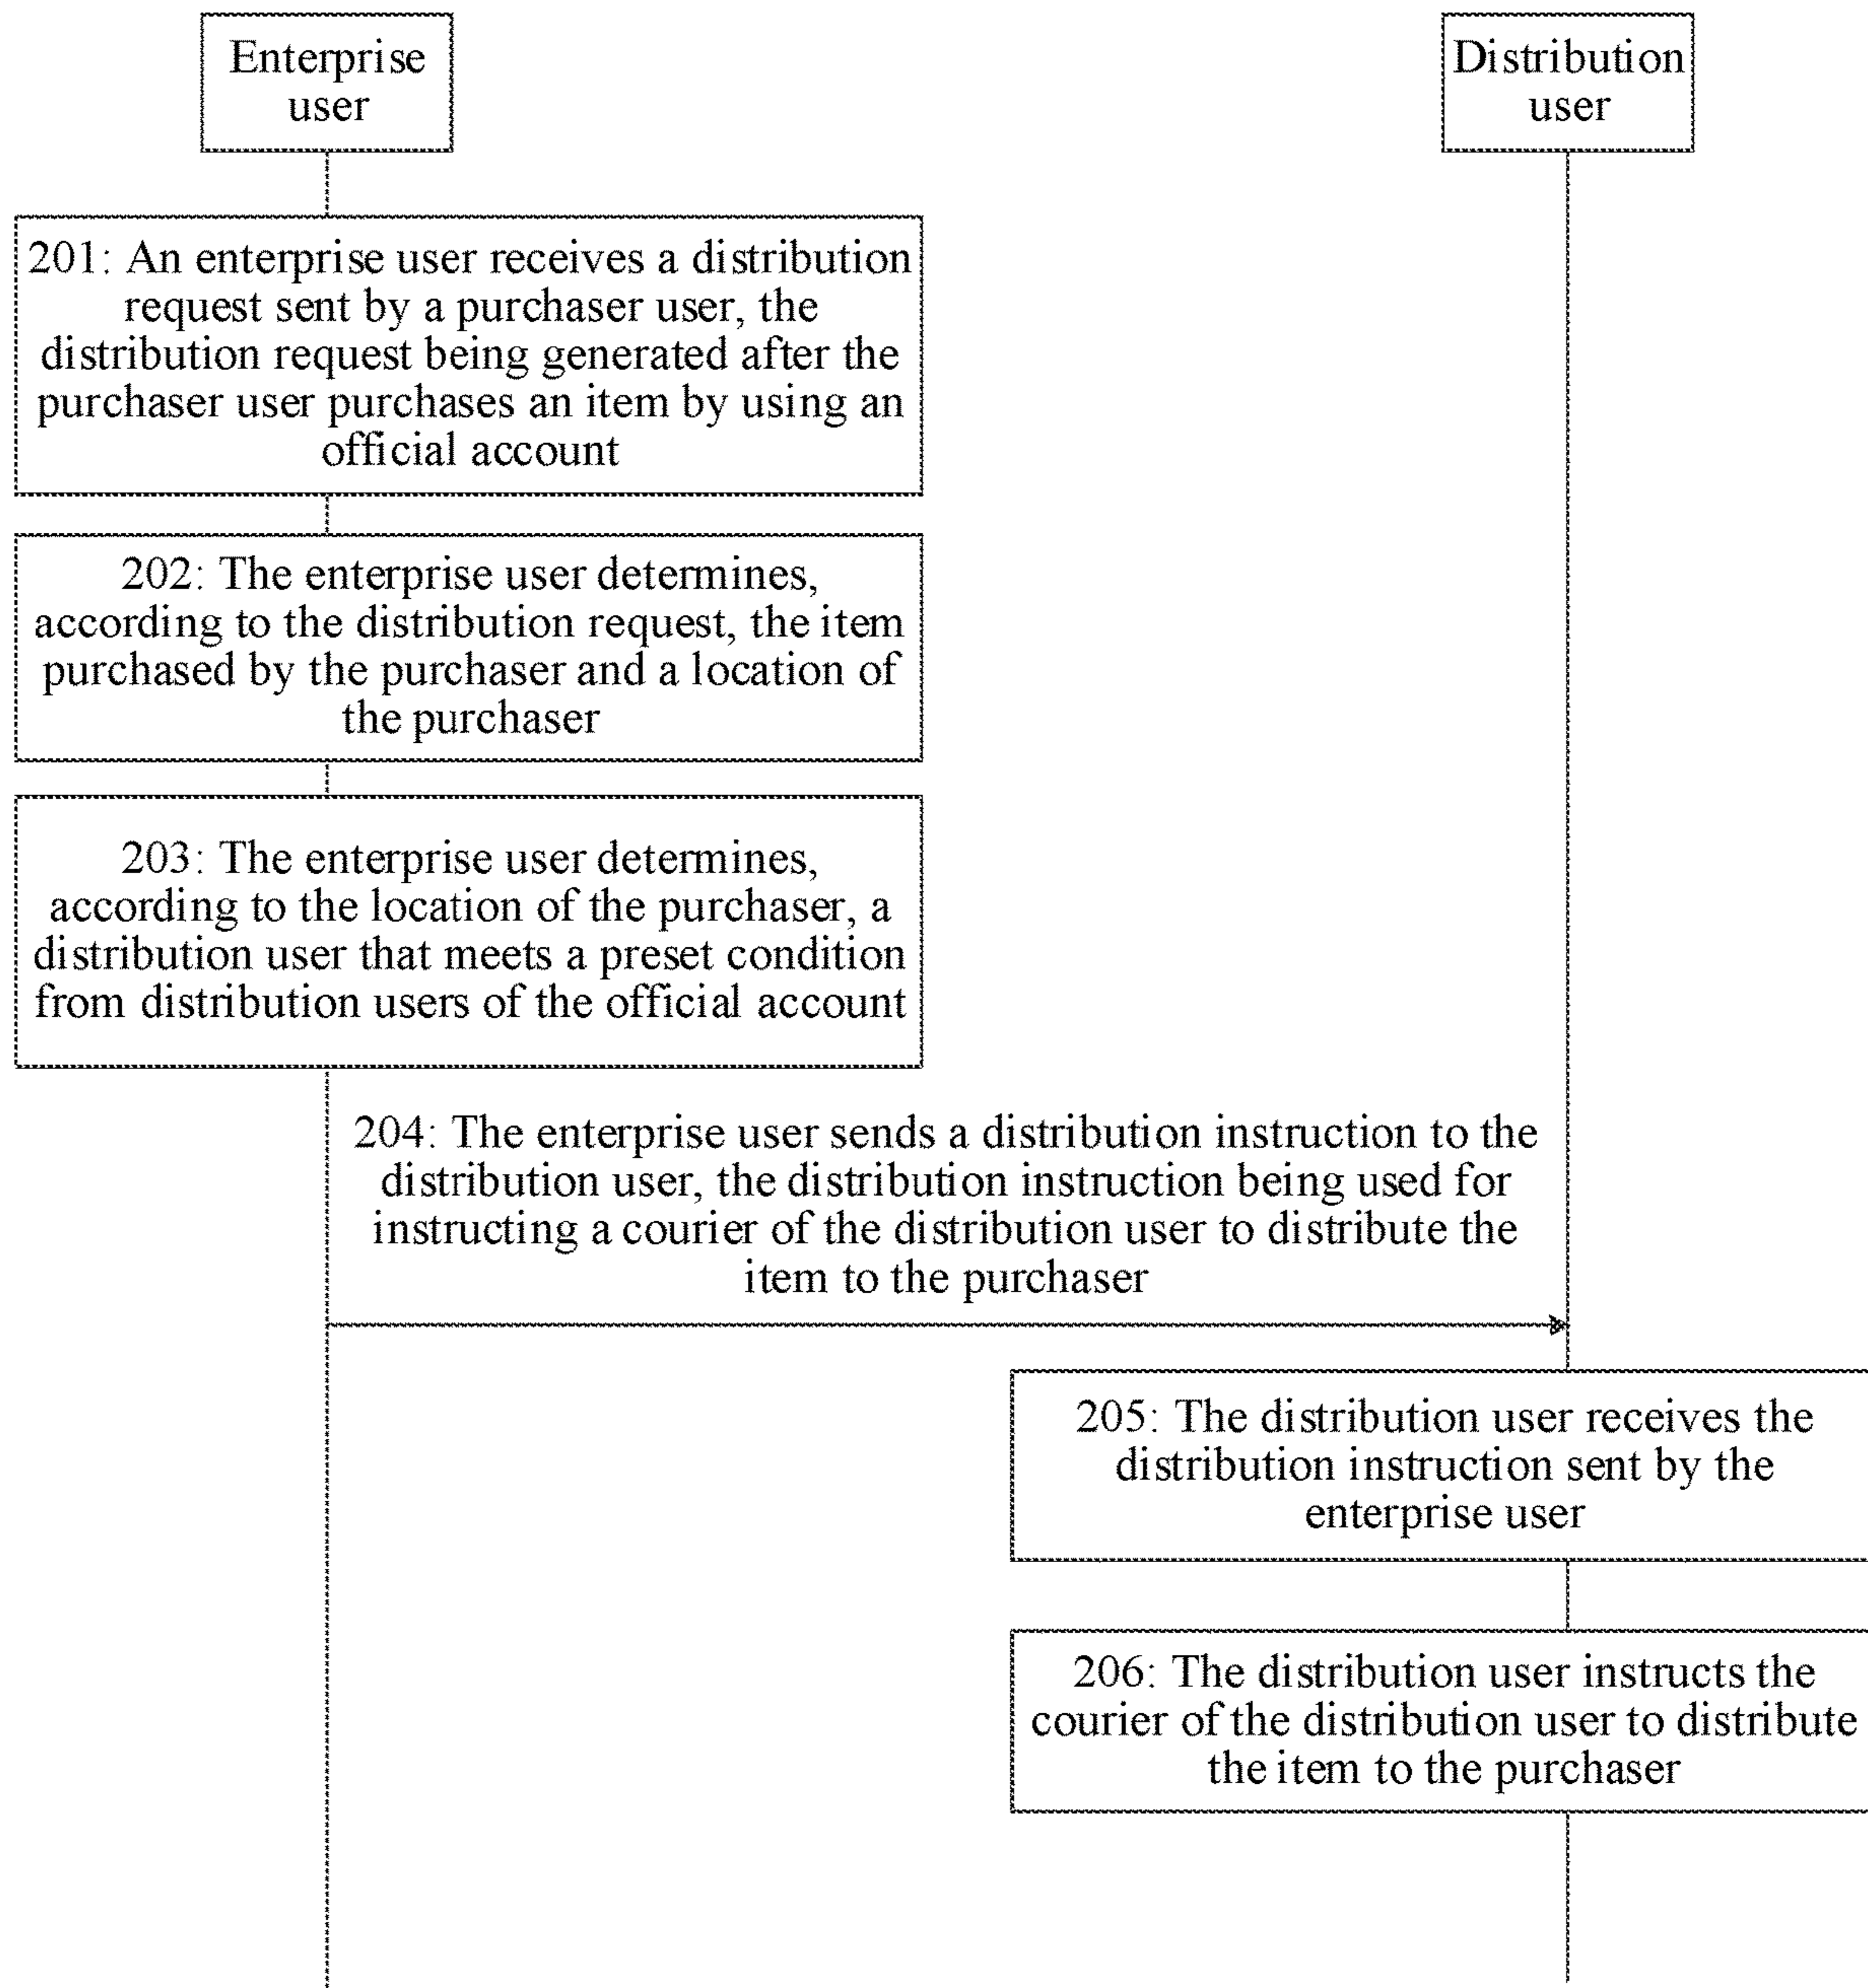 Enterprise
user
Distribution
user
201: An enterprise user receives a distribution
request sent by a purchaser user, the
distribution request being generated after the
purchaser user purchases an item by using an
official account
202: The enterprise user determines,
according to the distribution request, the item
purchased by the purchaser and a location of
the purchaser
203: The enterprise user determines,
according to the location of the purchaser, a
distribution user that meets a preset condition
from distribution users of the official account
204: The enterprise user sends a distribution instruction to the
distribution user, the distribution instruction being used for
instructing a courier of the distribution user to distribute the
item to the purchaser
205: The distribution user receives the
distribution instruction sent by the
enterprise user
206: The distribution user instructs the
courier of the distribution user to distribute
the item to the purchaser